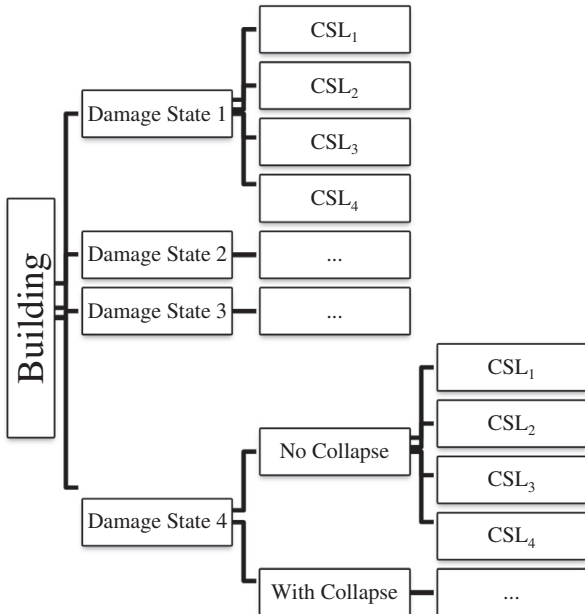 Building
Damage State 1
CSL₁
CSL₂
CSL₃
CSL₄
Damage State 2
...
Damage State 3
...
Damage State 4
No Collapse
CSL₁
CSL₂
CSL₃
CSL₄
With Collapse
...